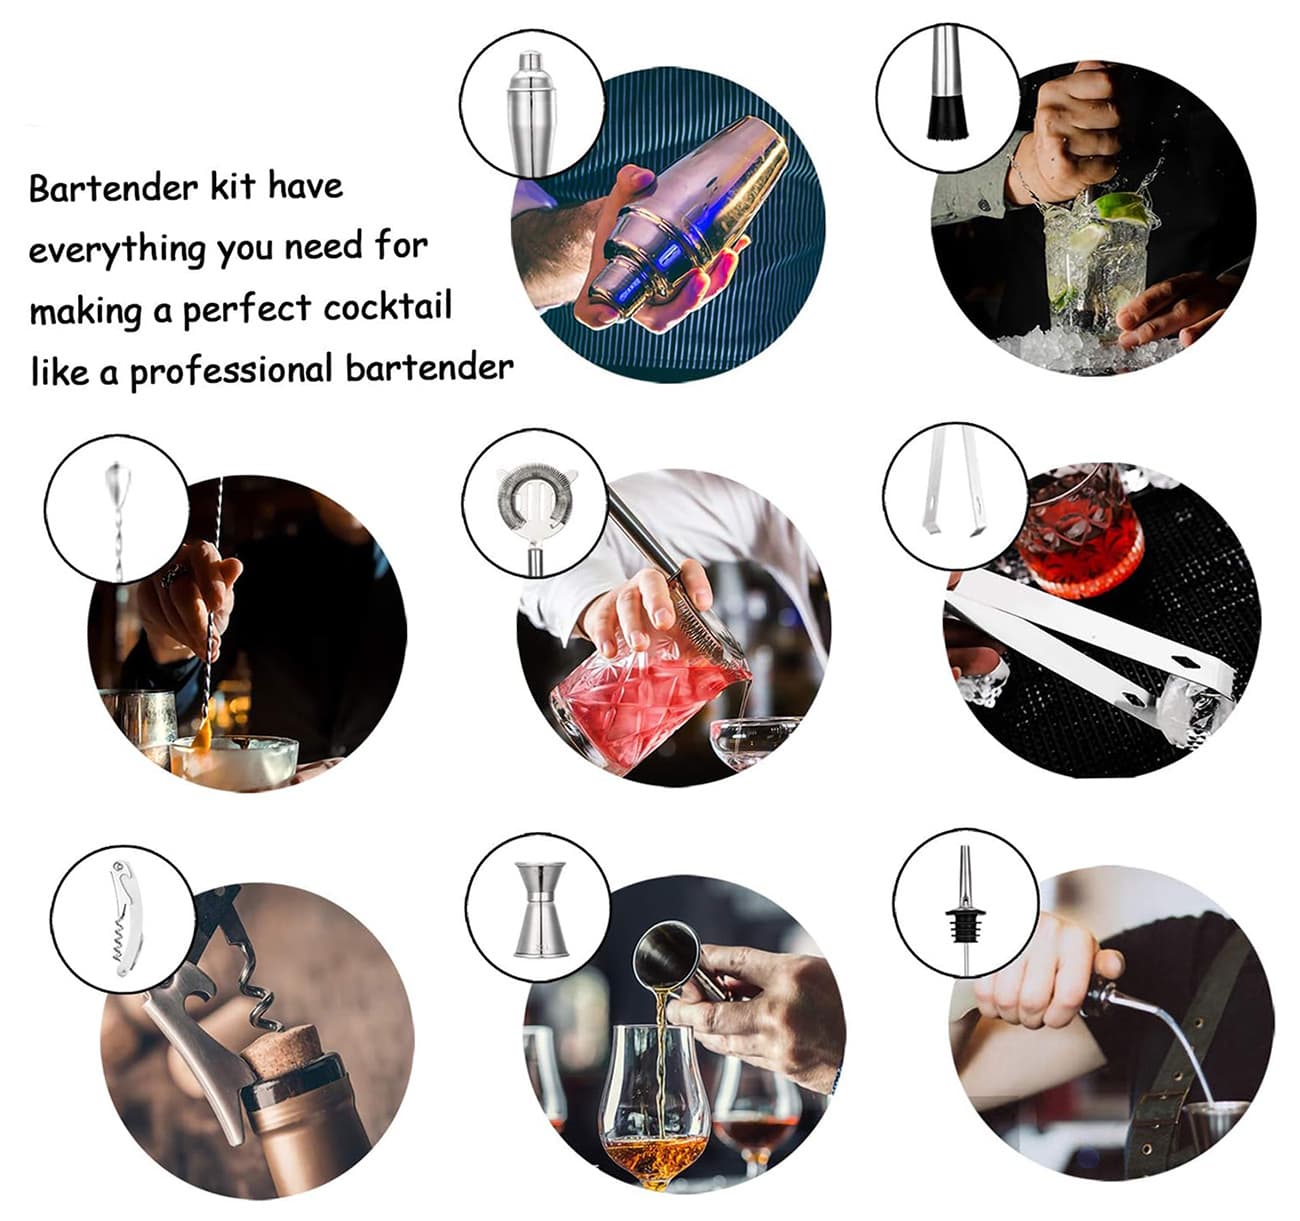 Bartender kit have
everything you need for
making a perfect cocktail
like a professional bartender